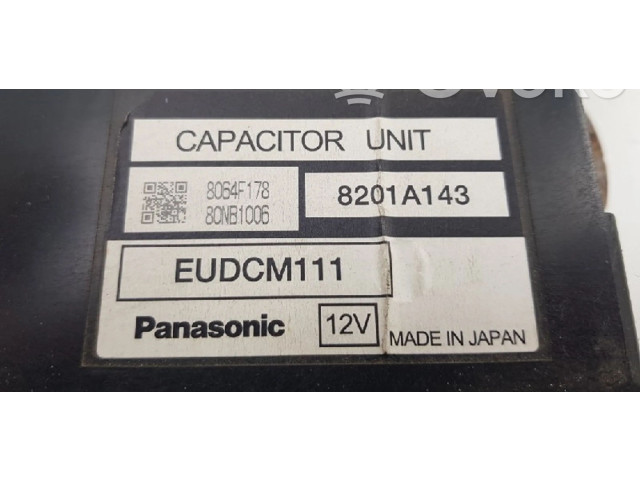 CAPACITOR UNIT
8064F178
80NB1006
8201A143
EUDCM111
Panasonic 12V MADE IN JAPAN